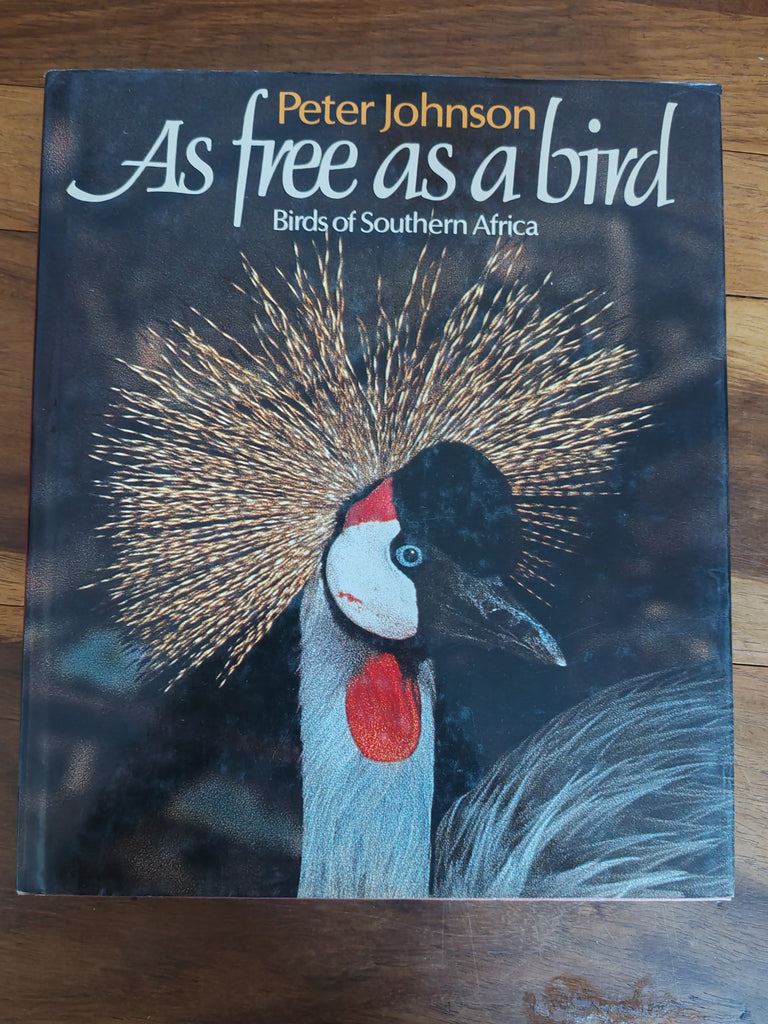 Peter Johnson
As free as a bird
Birds of Southern Africa